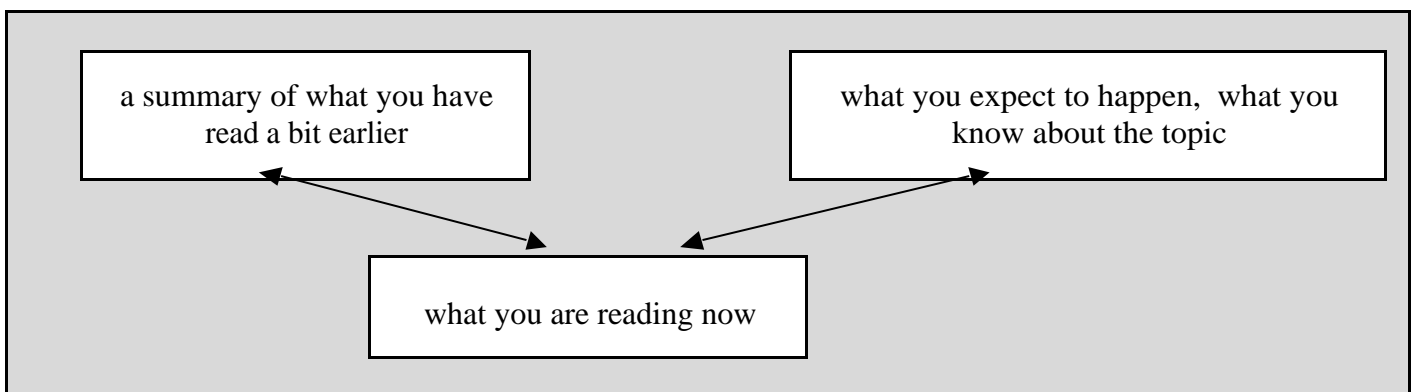 a summary of what you have
read a bit earlier
what you expect to happen,  what you
know about the topic
what you are reading now